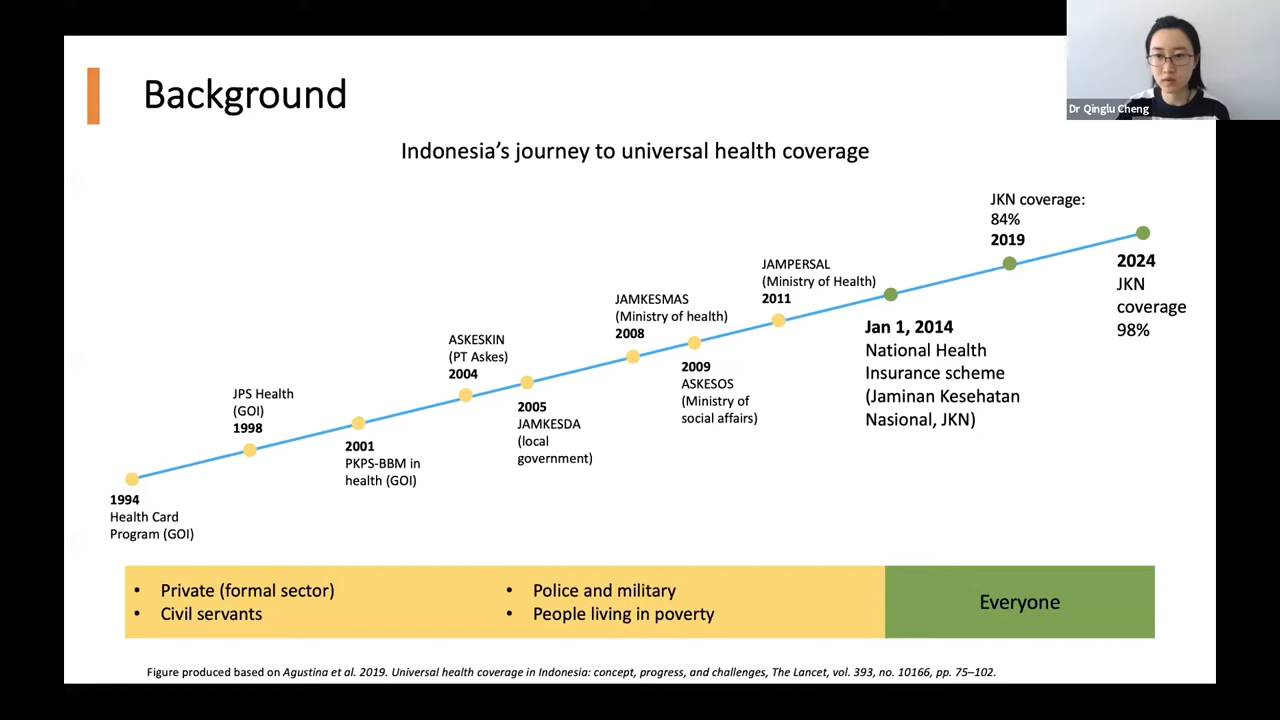 Background
Dr Qinglu Cheng
Indonesia's journey to universal health coverage
1994
Health Card
Program (GOI)
JPS Health
(GOI)
1998
2001
PKPS-BBM in
health (GOI)
ASKESKIN
(PT Askes)
2004
2005
JAMKESDA
(local
government)
JAMKESMAS
(Ministry of health)
2008
2009
ASKESOS
(Ministry of
social affairs)
JAMPERSAL
(Ministry of Health)
2011
Jan 1, 2014
National Health
Insurance scheme
(Jaminan Kesehatan
Nasional, JKN)
JKN coverage:
84%
2019
2024
JKN
coverage
98%
• Private (formal sector)
• Civil servants
• Police and military
• People living in poverty
Everyone
Figure produced based on Agustina et al. 2019. Universal health coverage in Indonesia: concept, progress, and challenges, The Lancet, vol. 393, no. 10166, pp. 75–102.